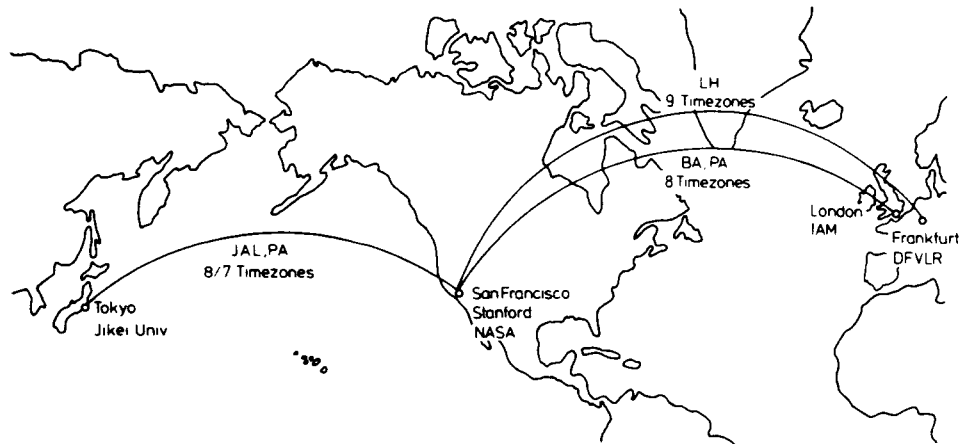 LH
9 Timezones
BA, PA
8 Timezones
London
IAM
Frankfurt
DFVLR
JAL, PA
8/7 Timezones
Tokyo
Jikei Univ
San Francisco
Stanford
NASA